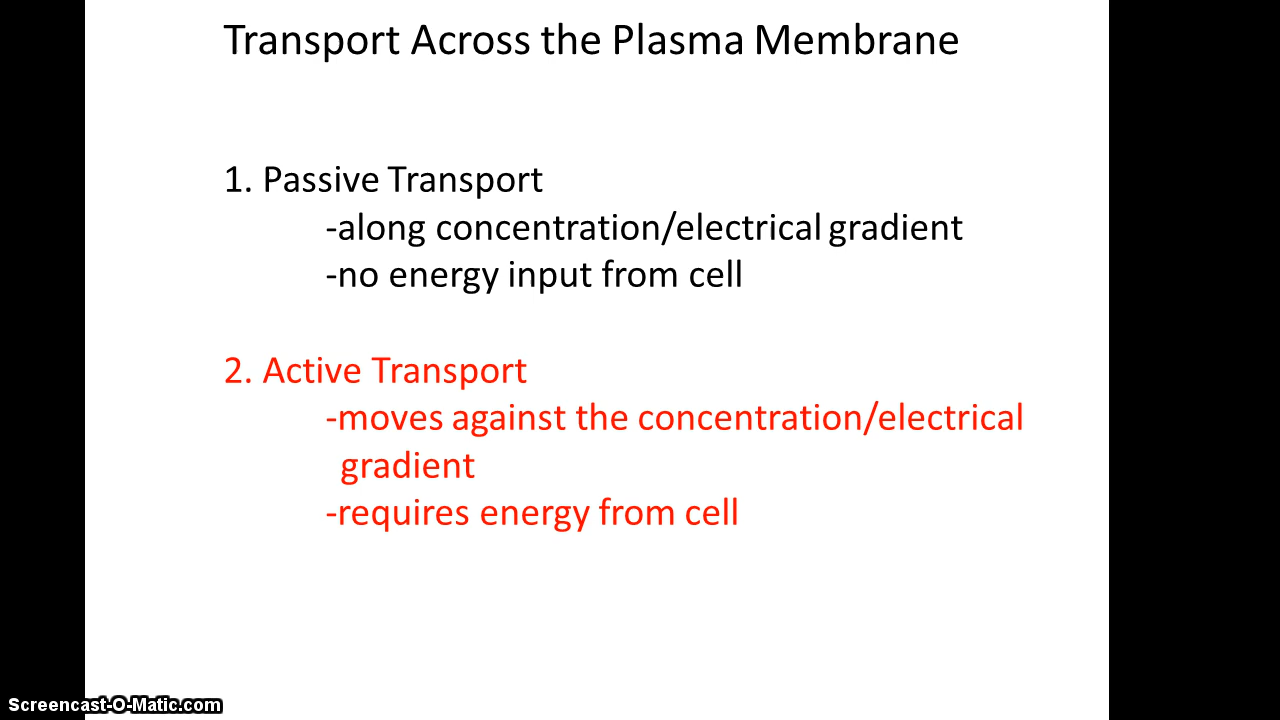 Transport Across the Plasma Membrane
1. Passive Transport
-along concentration/electrical gradient
-no energy input from cell
2. Active Transport
-moves against the concentration/electrical
gradient
-requires energy from cell
Screencast-O-Matic.com